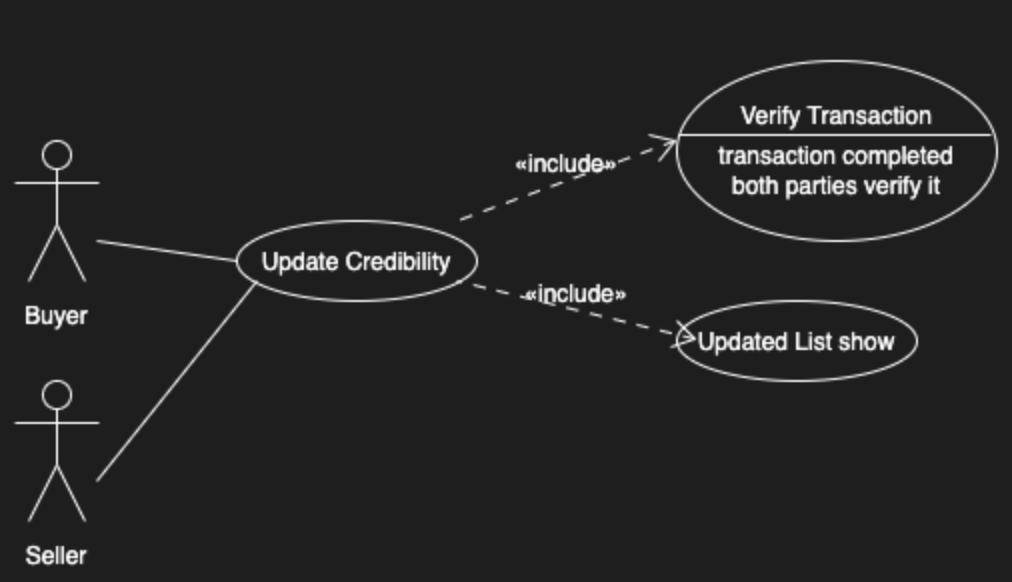 Verify Transaction
transaction completed
both parties verify it
«include»
Update Credibility
«include»
Updated List show
Buyer
Seller